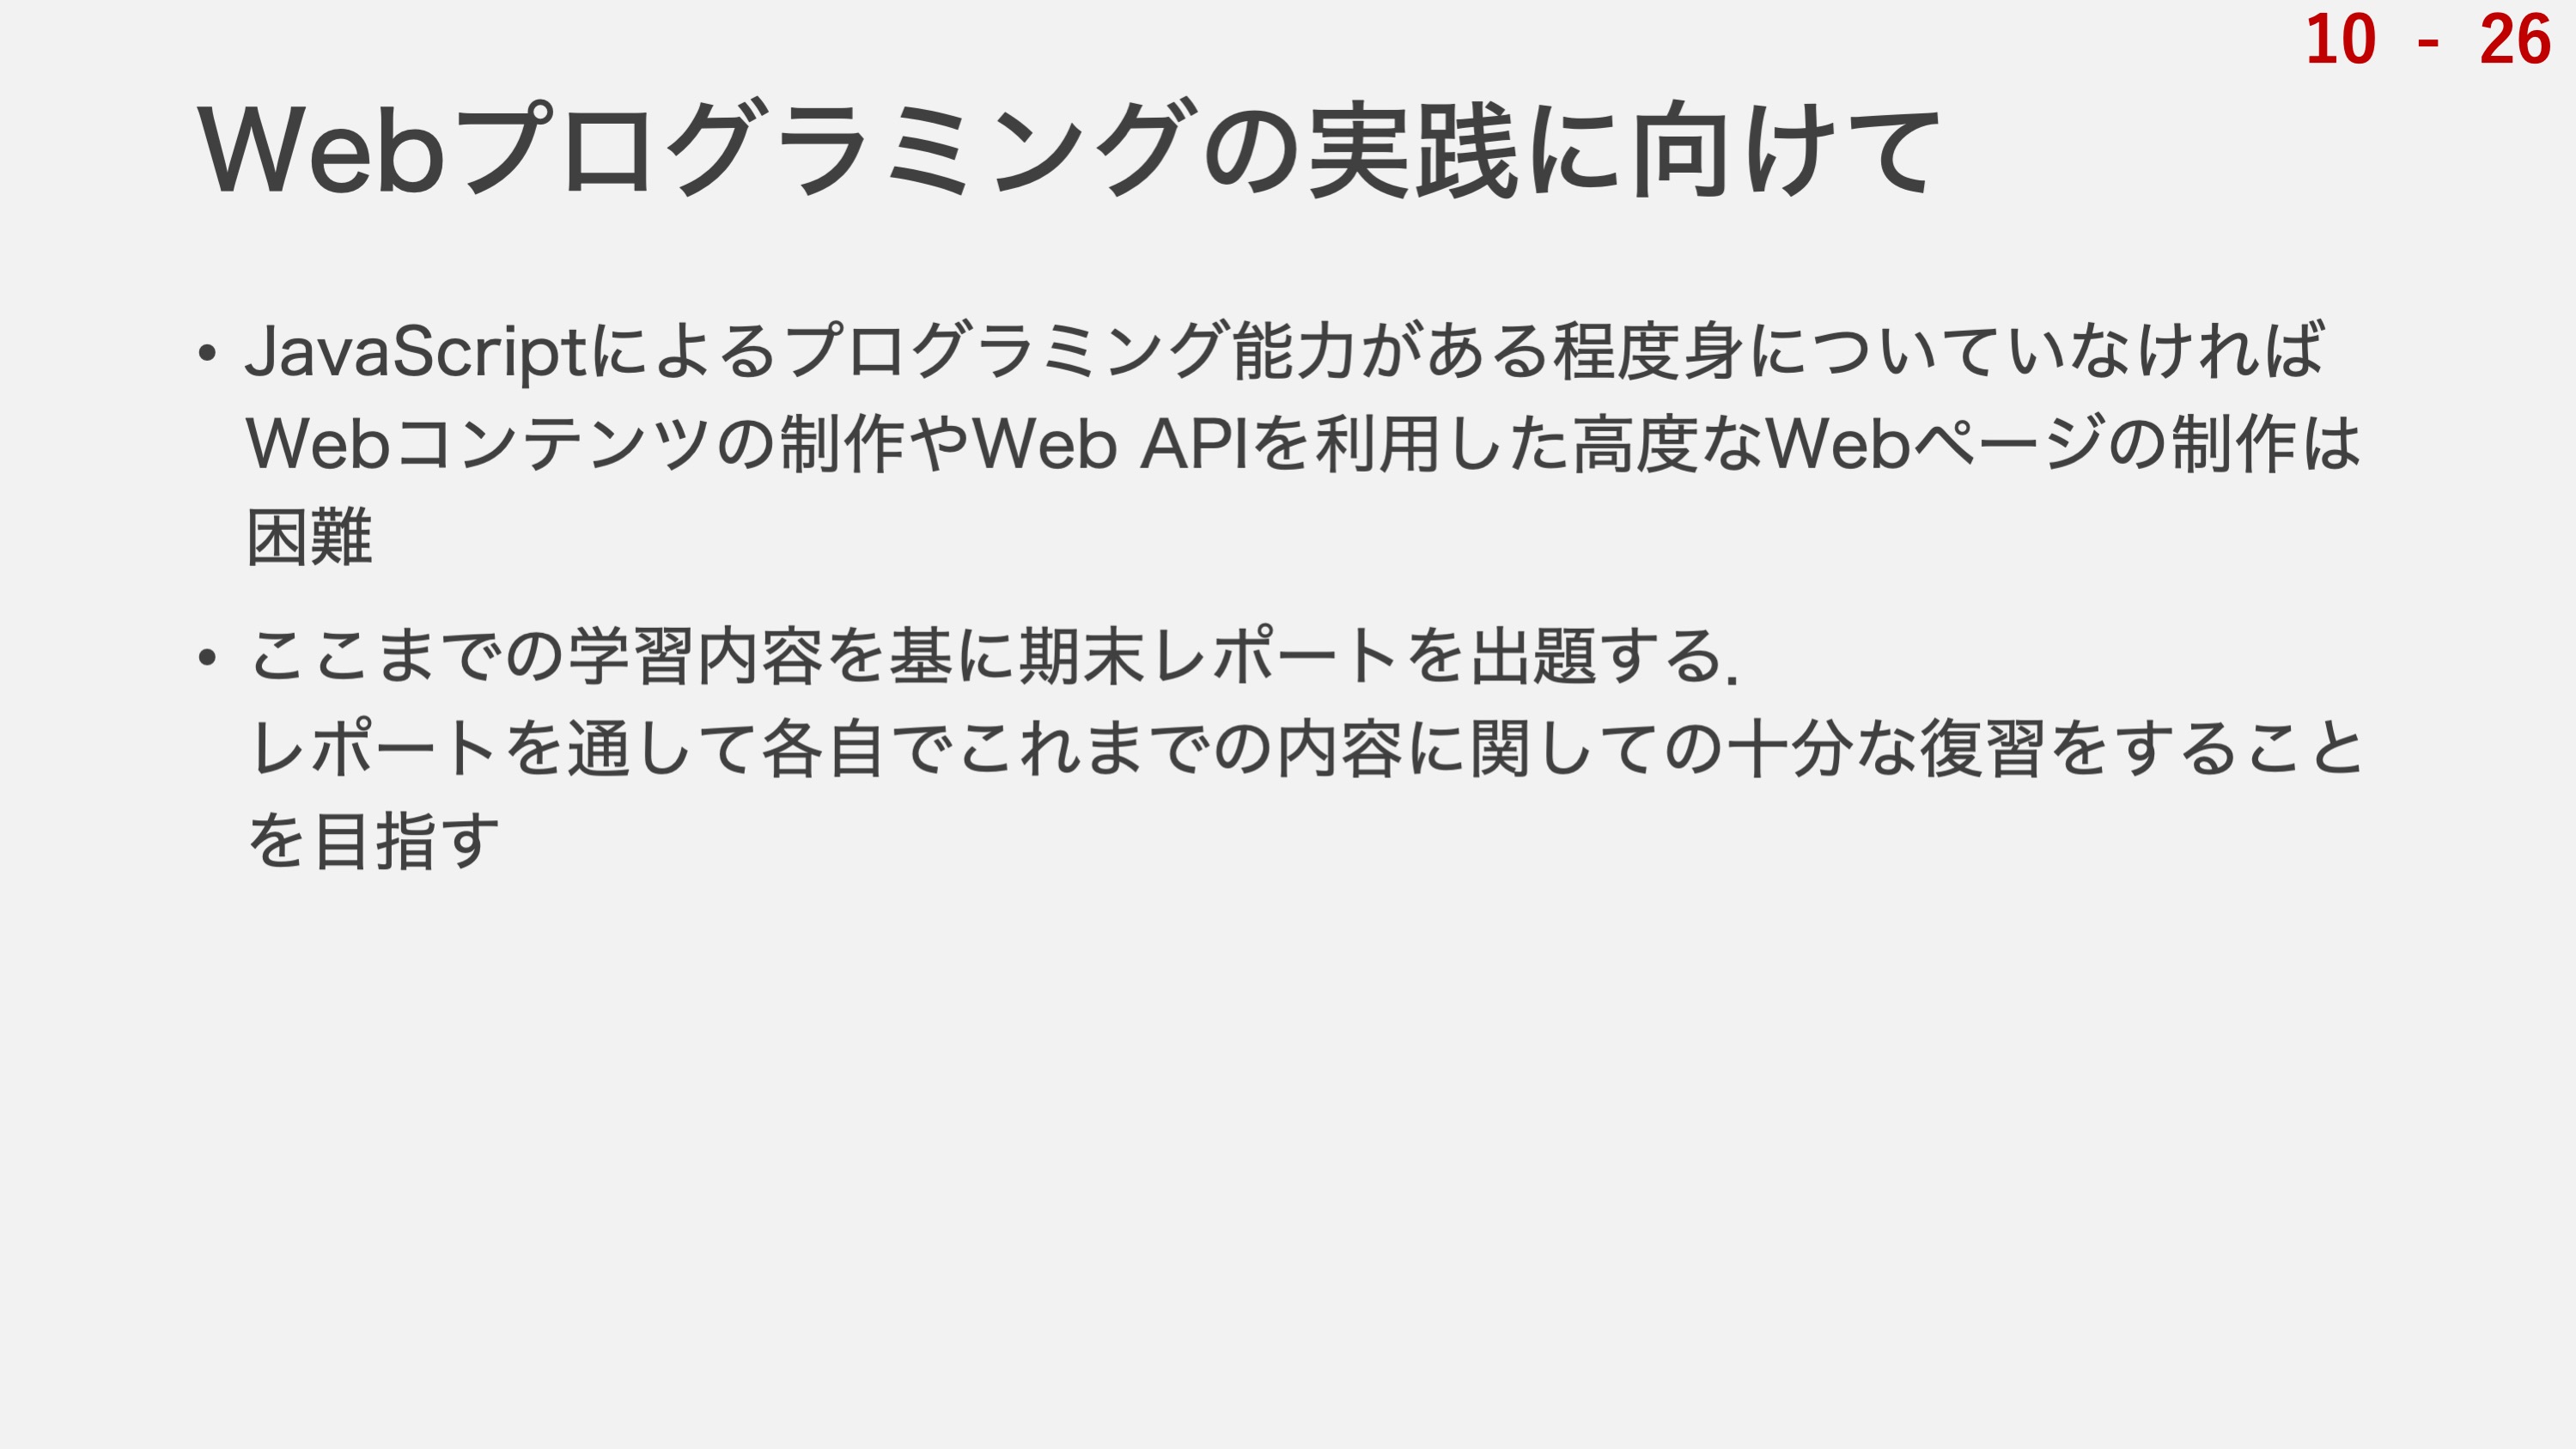 10 - 26
Webプログラミングの実践に向けて
• JavaScriptによるプログラミング能力がある程度身についていなければ
Webコンテンツの制作やWeb APIを利用した高度なWebページの制作は
困難
• ここまでの学習内容を基に期末レポートを出題する．
レポートを通して各自でこれまでの内容に関しての十分な復習をすること
を目指す